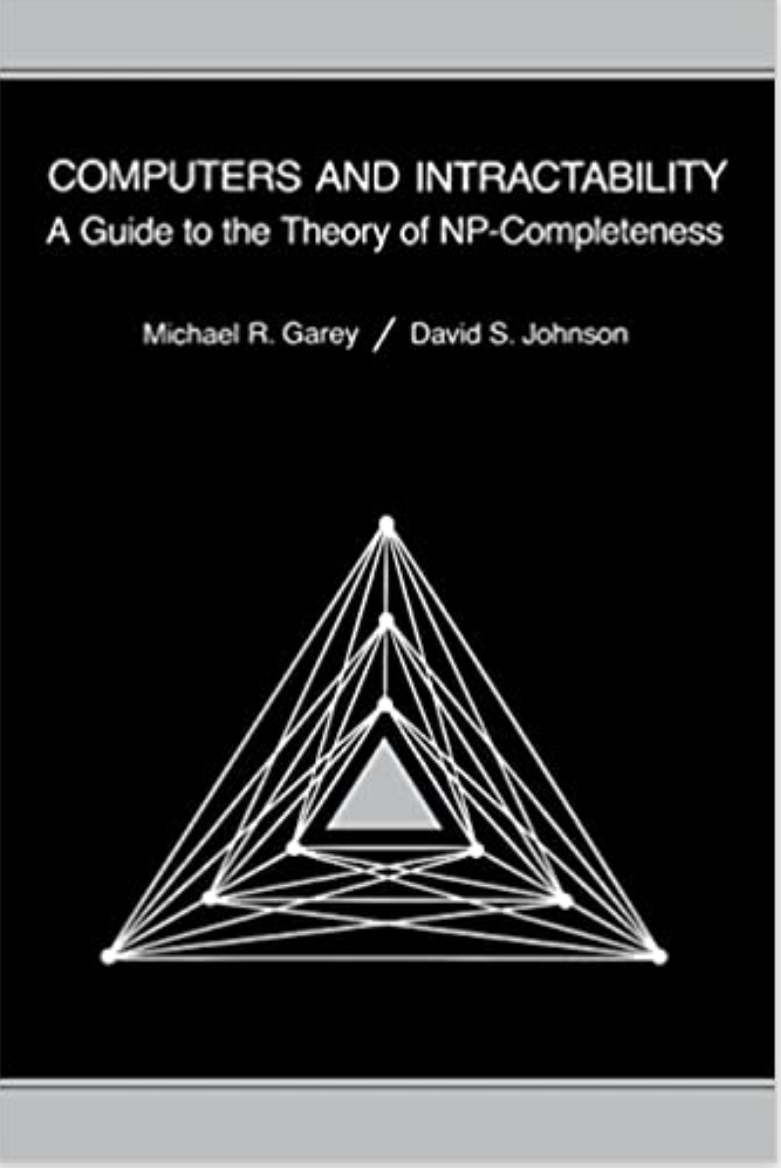 COMPUTERS AND INTRACTABILITY
A Guide to the Theory of NP-Completeness
Michael R. Garey / David S. Johnson